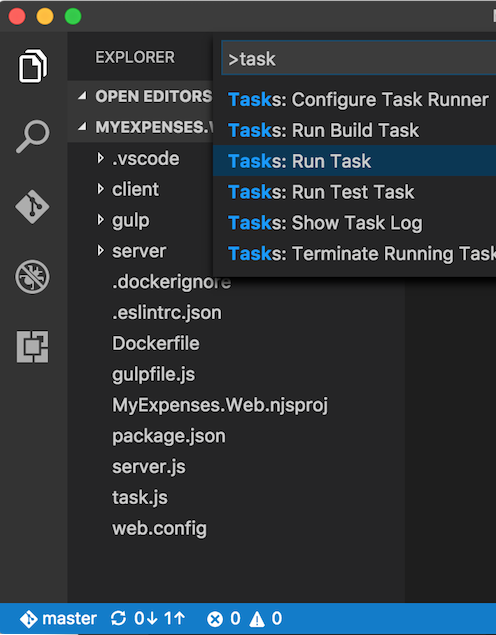 EXPLORER
>task
OPEN EDITORS
Tasks: Configure Task Runner
MYEXPENSES.
Tasks: Run Build Task
.vscode
Tasks: Run Task
client
Tasks: Run Test Task
gulp
Tasks: Show Task Log
server
Tasks: Terminate Running Task
.dockerignore
.eslintrc.json
Dockerfile
gulpfile.js
MyExpenses.Web.njsproj
package.json
server.js
task.js
web.config
master 0↓ 1↑ 0 0